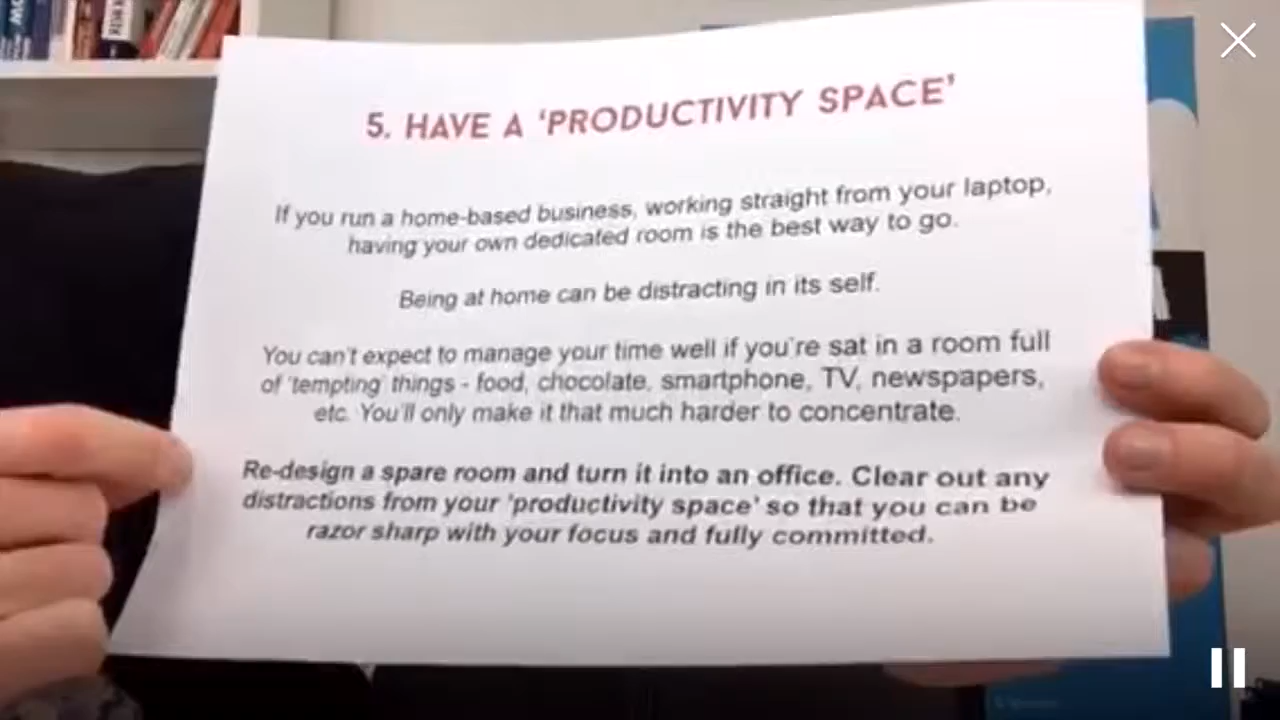 5. HAVE A 'PRODUCTIVITY SPACE'
If you run a home-based business, working straight from your laptop,
having your own dedicated room is the best way to go.
Being at home can be distracting in its self.
You can't expect to manage your time well if you're sat in a room full
of 'tempting' things - food, chocolate, smartphone, TV, newspapers,
etc. You'll only make it that much harder to concentrate.
Re-design a spare room and turn it into an office. Clear out any
distractions from your 'productivity space' so that you can be
razor sharp with your focus and fully committed.